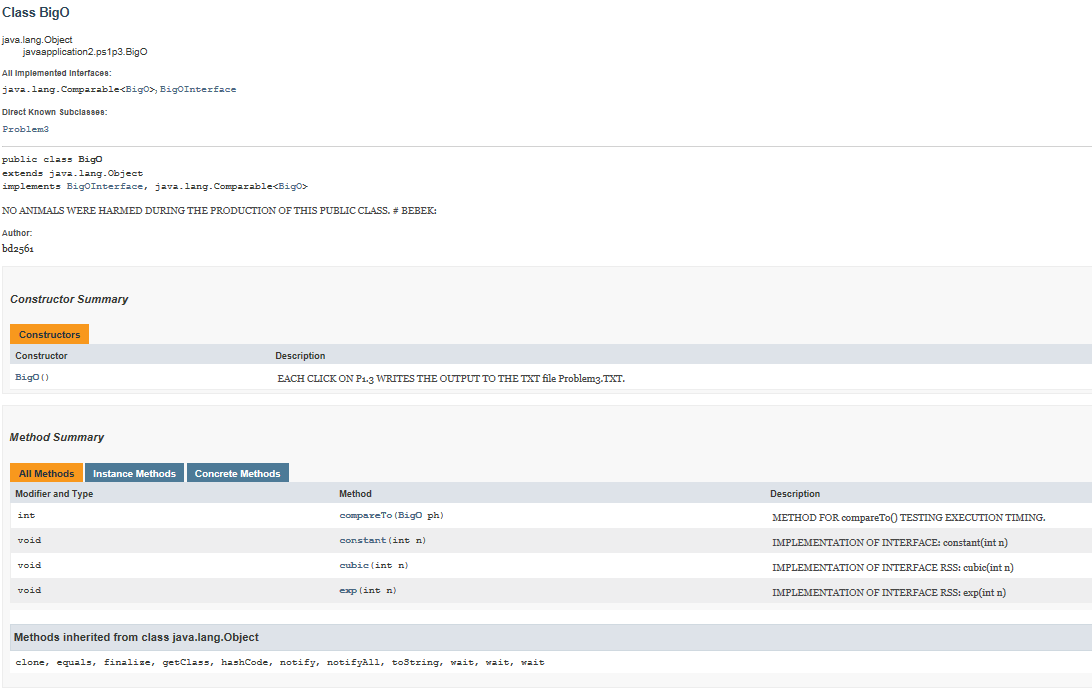 Class BigO
java.lang.Object
javaapplication2.ps1p3.BigO
All Implemented Interfaces:
java.lang.Comparable<BigO>, BigOInterface
Direct Known Subclasses:
Problem3
public class BigO
extends java.lang.Object
implements BigOInterface, java.lang.Comparable<BigO>
NO ANIMALS WERE HARMED DURING THE PRODUCTION OF THIS PUBLIC CLASS. # BEBEK:
Author:
bd2561
Constructor Summary
Constructors
Constructor Description
BigO() EACH CLICK ON P1.3 WRITES THE OUTPUT TO THE TXT file Problem3.TXT.
Method Summary
All Methods Instance Methods Concrete Methods
Modifier and Type Method Description
int compareTo(BigO ph) METHOD FOR compareTo() TESTING EXECUTION TIMING.
void constant(int n) IMPLEMENTATION OF INTERFACE: constant(int n)
void cubic(int n) IMPLEMENTATION OF INTERFACE RSS: cubic(int n)
void exp(int n) IMPLEMENTATION OF INTERFACE RSS: exp(int n)
Methods inherited from class java.lang.Object
clone, equals, finalize, getClass, hashCode, notify, notifyAll, toString, wait, wait, wait